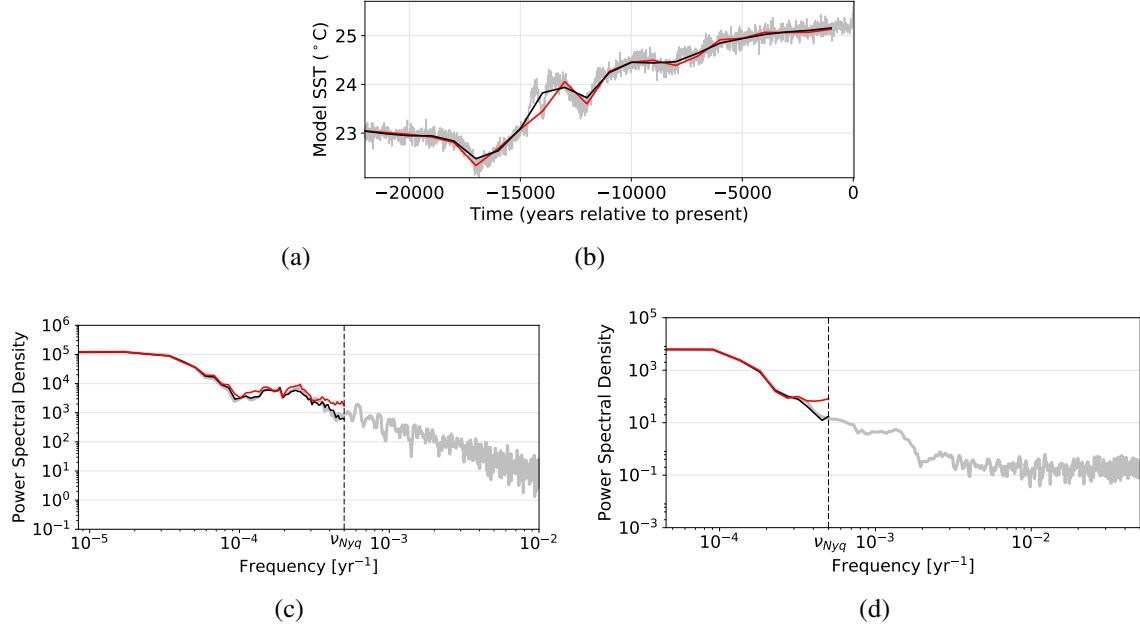 Model SST (°C)
25
24
23
−20000 −15000 −10000 −5000 0
Time (years relative to present)
(a) (b)
Power Spectral Density
10^6
10^5
10^4
10^3
10^2
10^1
10^0
10^-1
10^-5 10^-4 ν_Nyq 10^-3 10^-2
Frequency [yr^-1]
(c)
Power Spectral Density
10^5
10^3
10^1
10^-1
10^-3
10^-4 ν_Nyq 10^-3 10^-2
Frequency [yr^-1]
(d)